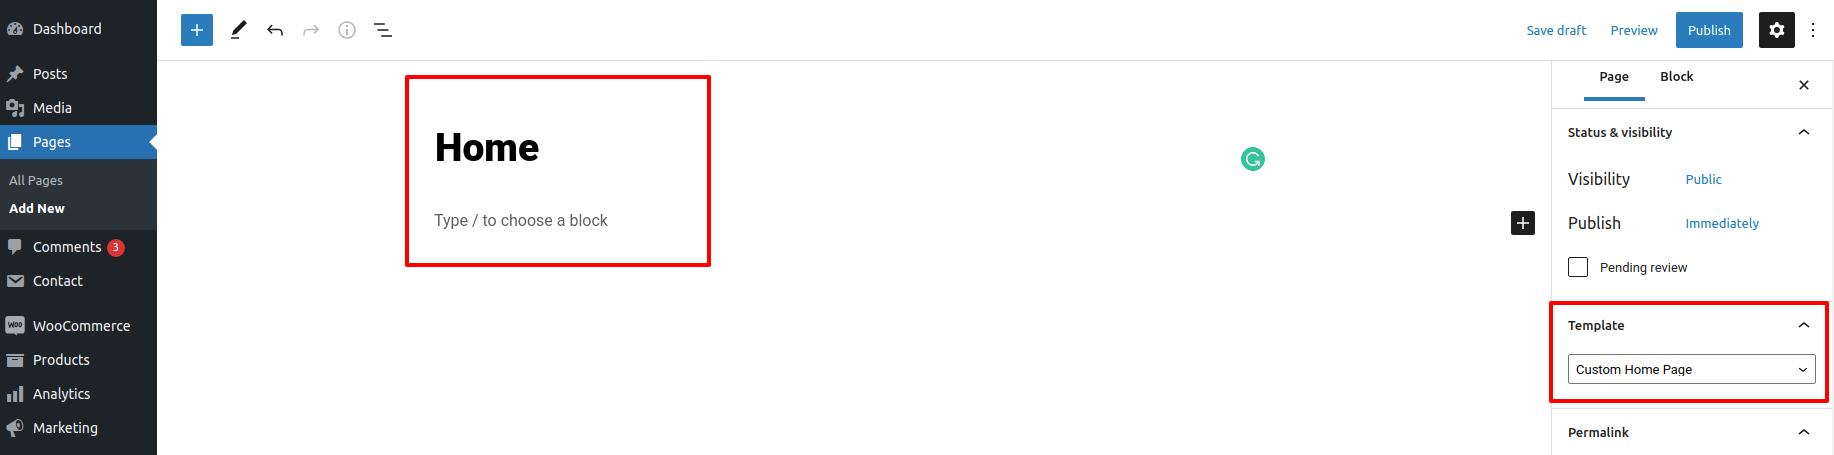 Dashboard
Posts
Media
Pages
All Pages
Add New
Comments 3
Contact
WooCommerce
Products
Analytics
Marketing
Save draft Preview Publish
Home
Type / to choose a block
Page Block
Status & visibility
Visibility Public
Publish Immediately
Pending review
Template
Custom Home Page
Permalink